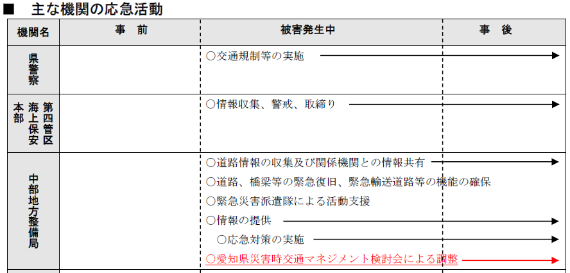 ■ 主な機関の応急活動
機関名 事 前 被害発生中 事 後
県警察
○交通規制等の実施
第四管区海上保安本部
○情報収集、警戒、取締り
中部地方整備局
○道路情報の収集及び関係機関との情報共有
○道路、橋梁等の緊急復旧、緊急輸送道路等の機能の確保
○緊急災害派遣隊による活動支援
○情報の提供
○応急対策の実施
○愛知県災害時交通マネジメント検討会による調整